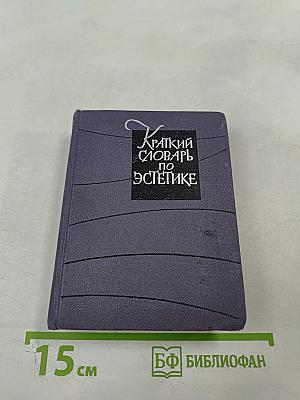 Краткий
словарь
по
эстетике
15 см
БФ БИБЛИОФАН